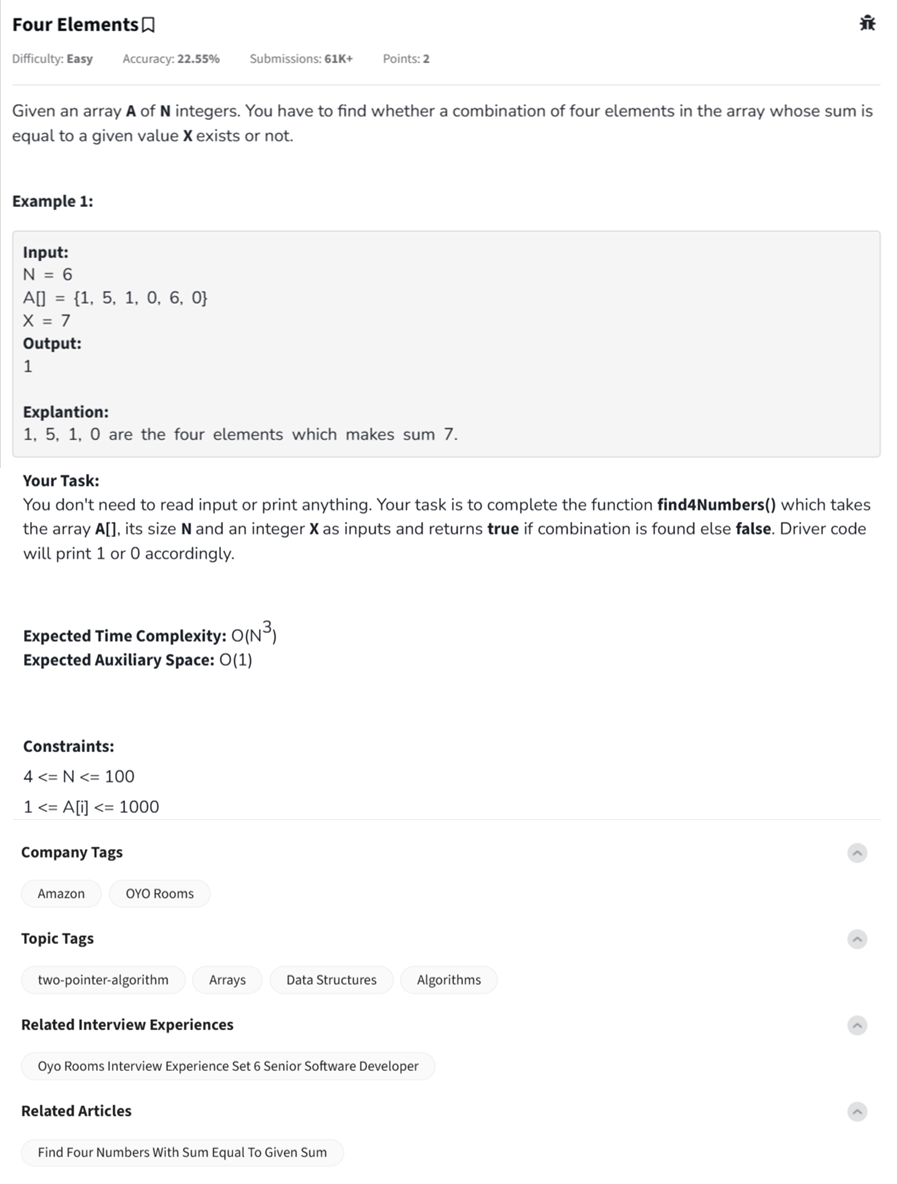 Four Elements
Difficulty: Easy Accuracy: 22.55% Submissions: 61K+ Points: 2
Given an array A of N integers. You have to find whether a combination of four elements in the array whose sum is
equal to a given value X exists or not.
Example 1:
Input:
N = 6
A[] = {1, 5, 1, 0, 6, 0}
X = 7
Output:
1
Explantion:
1, 5, 1, 0 are the four elements which makes sum 7.
Your Task:
You don't need to read input or print anything. Your task is to complete the function find4Numbers() which takes
the array A[], its size N and an integer X as inputs and returns true if combination is found else false. Driver code
will print 1 or 0 accordingly.
Expected Time Complexity: O(N³)
Expected Auxiliary Space: O(1)
Constraints:
4 <= N <= 100
1 <= A[i] <= 1000
Company Tags
Amazon OYO Rooms
Topic Tags
two-pointer-algorithm Arrays Data Structures Algorithms
Related Interview Experiences
Oyo Rooms Interview Experience Set 6 Senior Software Developer
Related Articles
Find Four Numbers With Sum Equal To Given Sum